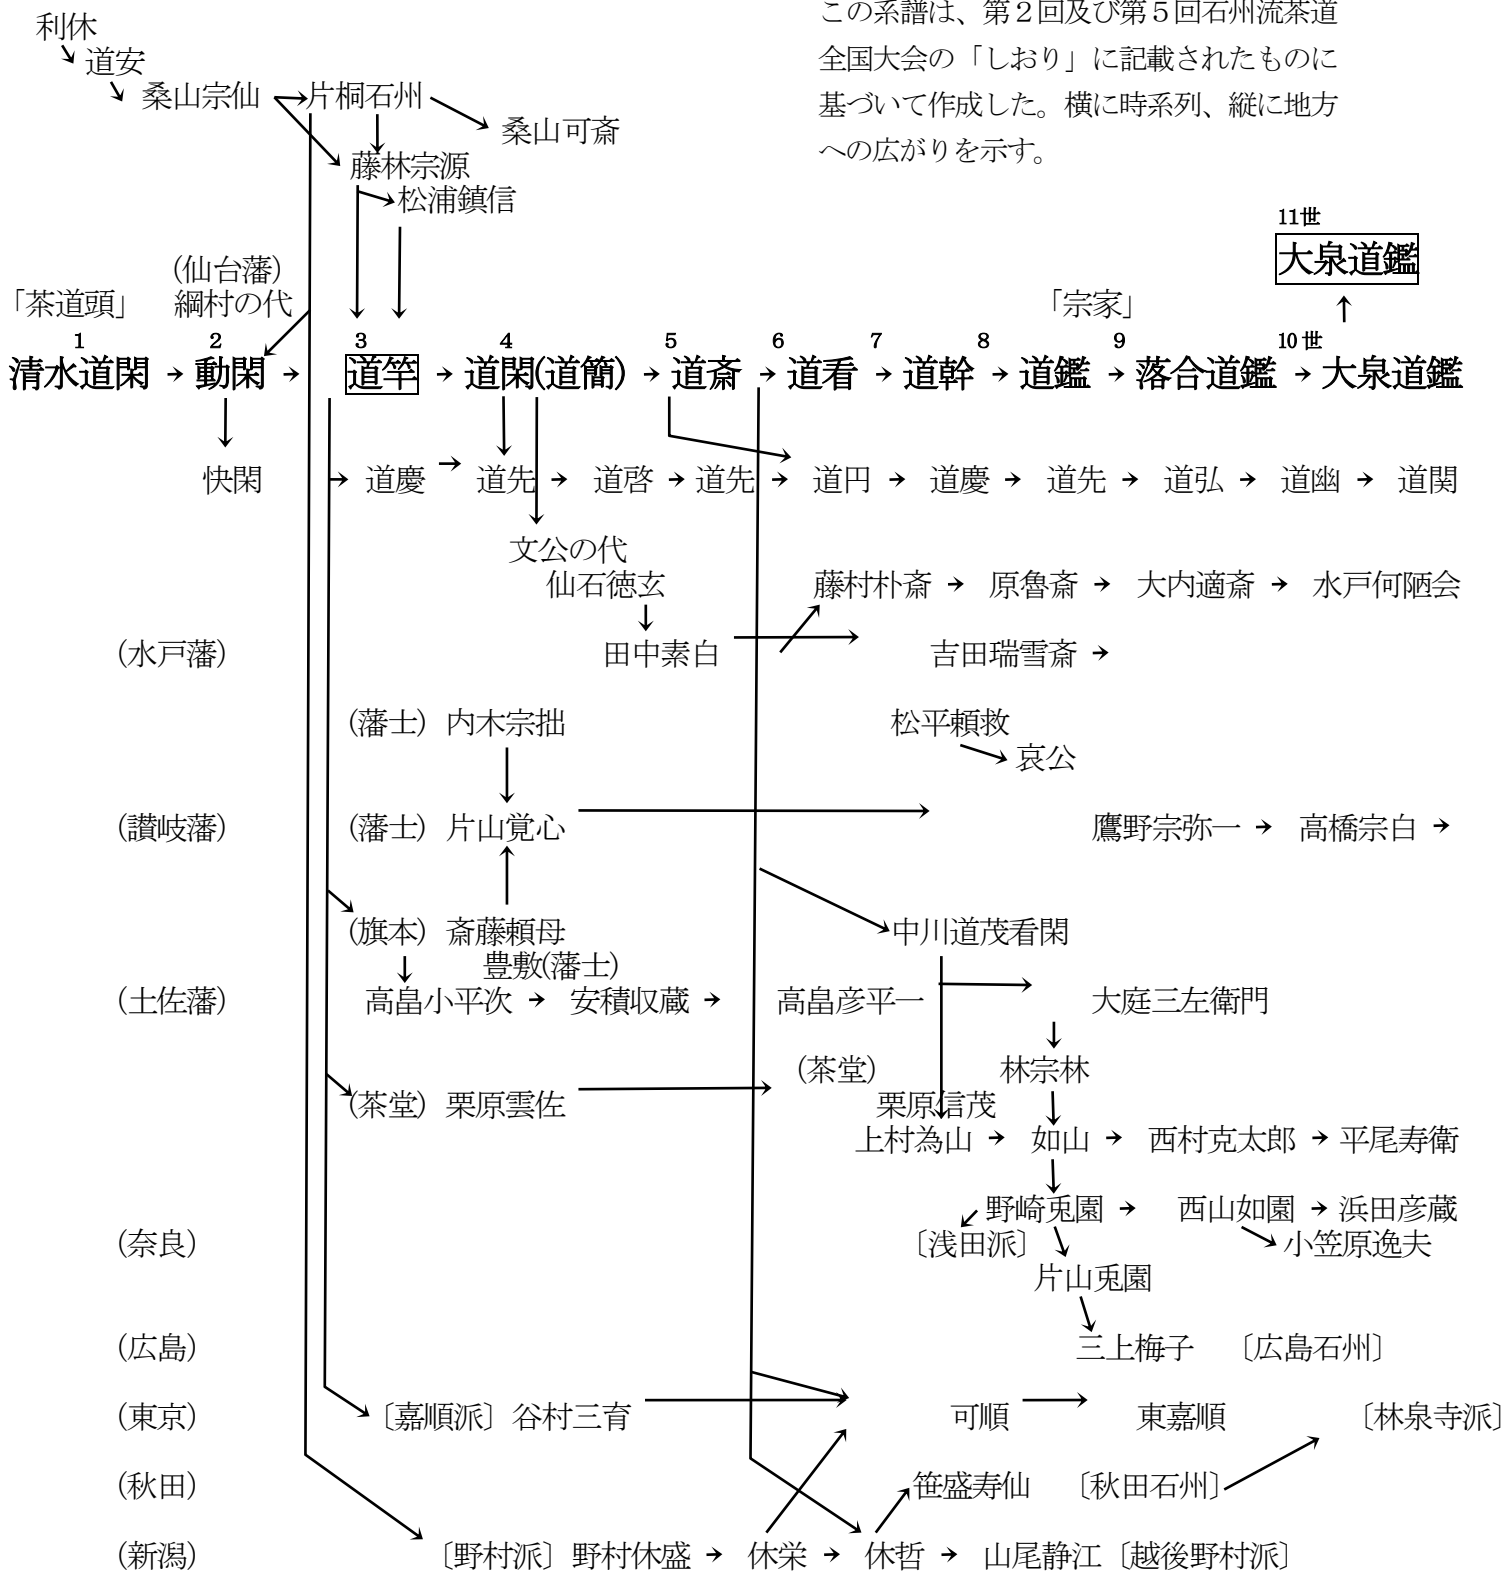 この系譜は、第２回及び第５回石州流茶道
全国大会の「しおり」に記載されたものに
基づいて作成した。横に時系列、縦に地方
への広がりを示す。
利休
道安
桑山宗仙 片桐石州
桑山可斎
藤林宗源
松浦鎮信
11世
大泉道鑑
(仙台藩)
「茶道頭」 綱村の代 「宗家」
1 2 3 4 5 6 7 8 9 10世
清水道閑 → 動閑 → 道竿 → 道閑(道簡) → 道斎 → 道看 → 道幹 → 道鑑 → 落合道鑑 → 大泉道鑑
快閑 → 道慶 → 道先 → 道啓 → 道先 → 道円 → 道慶 → 道先 → 道弘 → 道幽 → 道関
文公の代
仙石徳玄 藤村朴斎 → 原魯斎 → 大内適斎 → 水戸何陋会
(水戸藩) 田中素白 吉田瑞雪斎 →
(藩士) 内木宗拙 松平頼救
哀公
(讃岐藩) (藩士) 片山覚心 鷹野宗弥一 → 高橋宗白 →
(旗本) 斎藤頼母 中川道茂看閑
豊敷(藩士)
(土佐藩) 高畠小平次 → 安積収蔵 → 高畠彦平一 大庭三左衛門
(茶堂) 林宗林
(茶堂) 栗原雲佐 栗原信茂
上村為山 → 如山 → 西村克太郎 → 平尾寿衛
野崎兎園 → 西山如園 → 浜田彦蔵
(奈良) 〔浅田派〕 小笠原逸夫
片山兎園
(広島) 三上梅子 〔広島石州〕
(東京) 〔嘉順派〕谷村三育 可順 東嘉順 〔林泉寺派〕
(秋田) 笹盛寿仙 〔秋田石州〕
(新潟) 〔野村派〕野村休盛 → 休栄 → 休哲 → 山尾静江〔越後野村派〕